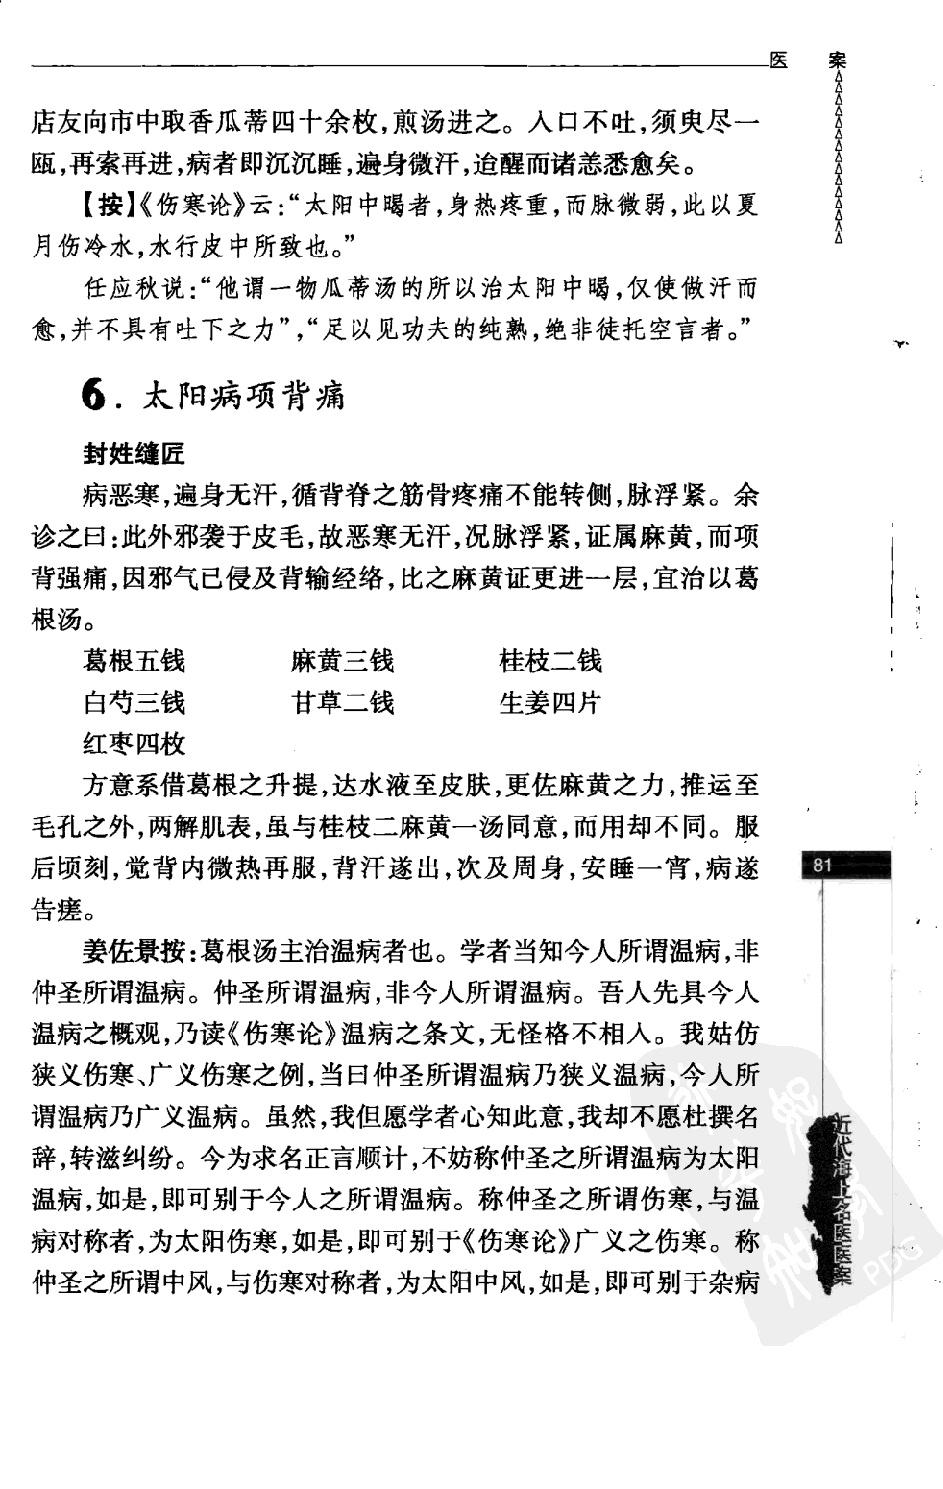 医 案
店友向市中取香瓜蒂四十余枚,煎汤进之。入口不吐,须臾尽一
瓯,再索再进,病者即沉沉睡,遍身微汗,迨醒而诸恙悉愈矣。
【按】《伤寒论》云:“太阳中暍者,身热疼重,而脉微弱,此以夏
月伤冷水,水行皮中所致也。”
任应秋说:“他谓一物瓜蒂汤的所以治太阳中暍,仅使做汗而
愈,并不具有吐下之力”,“足以见功夫的纯熟,绝非徒托空言者。”
6. 太阳病项背痛
封姓缝匠
病恶寒,遍身无汗,循背脊之筋骨疼痛不能转侧,脉浮紧。余
诊之曰:此外邪袭于皮毛,故恶寒无汗,况脉浮紧,证属麻黄,而项
背强痛,因邪气已侵及背输经络,比之麻黄证更进一层,宜治以葛
根汤。
葛根五钱 麻黄三钱 桂枝二钱
白芍三钱 甘草二钱 生姜四片
红枣四枚
方意系借葛根之升提,达水液至皮肤,更佐麻黄之力,推运至
毛孔之外,两解肌表,虽与桂枝二麻黄一汤同意,而用却不同。服
后顷刻,觉背内微热再服,背汗遂出,次及周身,安睡一宵,病遂
告瘥。
姜佐景按:葛根汤主治温病者也。学者当知今人所谓温病,非
仲圣所谓温病。仲圣所谓温病,非今人所谓温病。吾人先具今人
温病之概观,乃读《伤寒论》温病之条文,无怪格不相入。我姑仿
狭义伤寒、广义伤寒之例,当曰仲圣所谓温病乃狭义温病,今人所
谓温病乃广义温病。虽然,我但愿学者心知此意,我却不愿杜撰名
辞,转滋纠纷。今为求名正言顺计,不妨称仲圣之所谓温病为太阳
温病,如是,即可别于今人之所谓温病。称仲圣之所谓伤寒,与温
病对称者,为太阳伤寒,如是,即可别于《伤寒论》广义之伤寒。称
仲圣之所谓中风,与伤寒对称者,为太阳中风,如是,即可别于杂病
81
近代海上名医医案
PDG